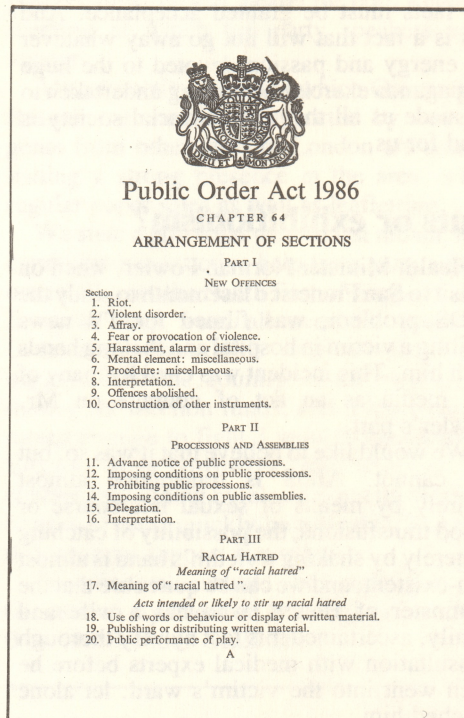 Public Order Act 1986
CHAPTER 64
ARRANGEMENT OF SECTIONS
PART I
NEW OFFENCES
Section
1. Riot.
2. Violent disorder.
3. Affray.
4. Fear or provocation of violence.
5. Harassment, alarm or distress.
6. Mental element: miscellaneous.
7. Procedure: miscellaneous.
8. Interpretation.
9. Offences abolished.
10. Construction of other instruments.
PART II
PROCESSIONS AND ASSEMBLIES
11. Advance notice of public processions.
12. Imposing conditions on public processions.
13. Prohibiting public processions.
14. Imposing conditions on public assemblies.
15. Delegation.
16. Interpretation.
PART III
RACIAL HATRED
Meaning of "racial hatred"
17. Meaning of " racial hatred ".
Acts intended or likely to stir up racial hatred
18. Use of words or behaviour or display of written material.
19. Publishing or distributing written material.
20. Public performance of play.
A